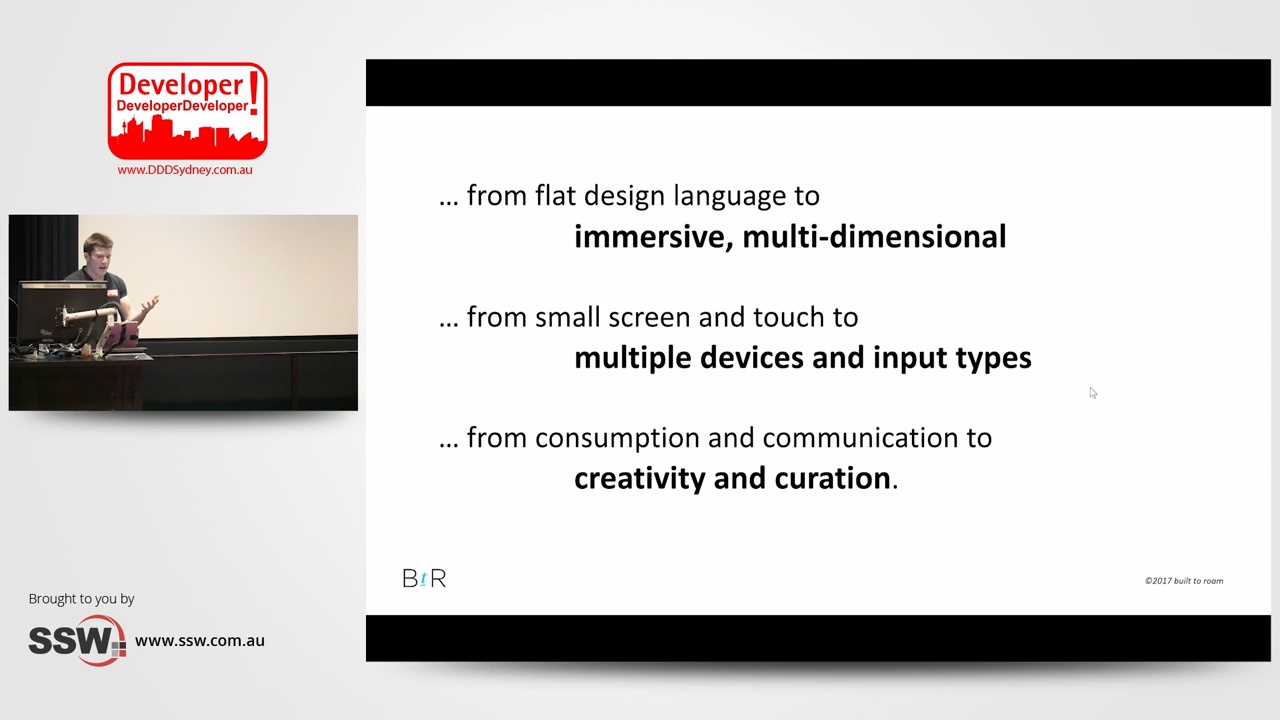 Developer!
DeveloperDeveloper
www.DDDSydney.com.au
... from flat design language to
immersive, multi-dimensional
... from small screen and touch to
multiple devices and input types
... from consumption and communication to
creativity and curation.
BtR
©2017 built to roam
Brought to you by
SSW
www.ssw.com.au